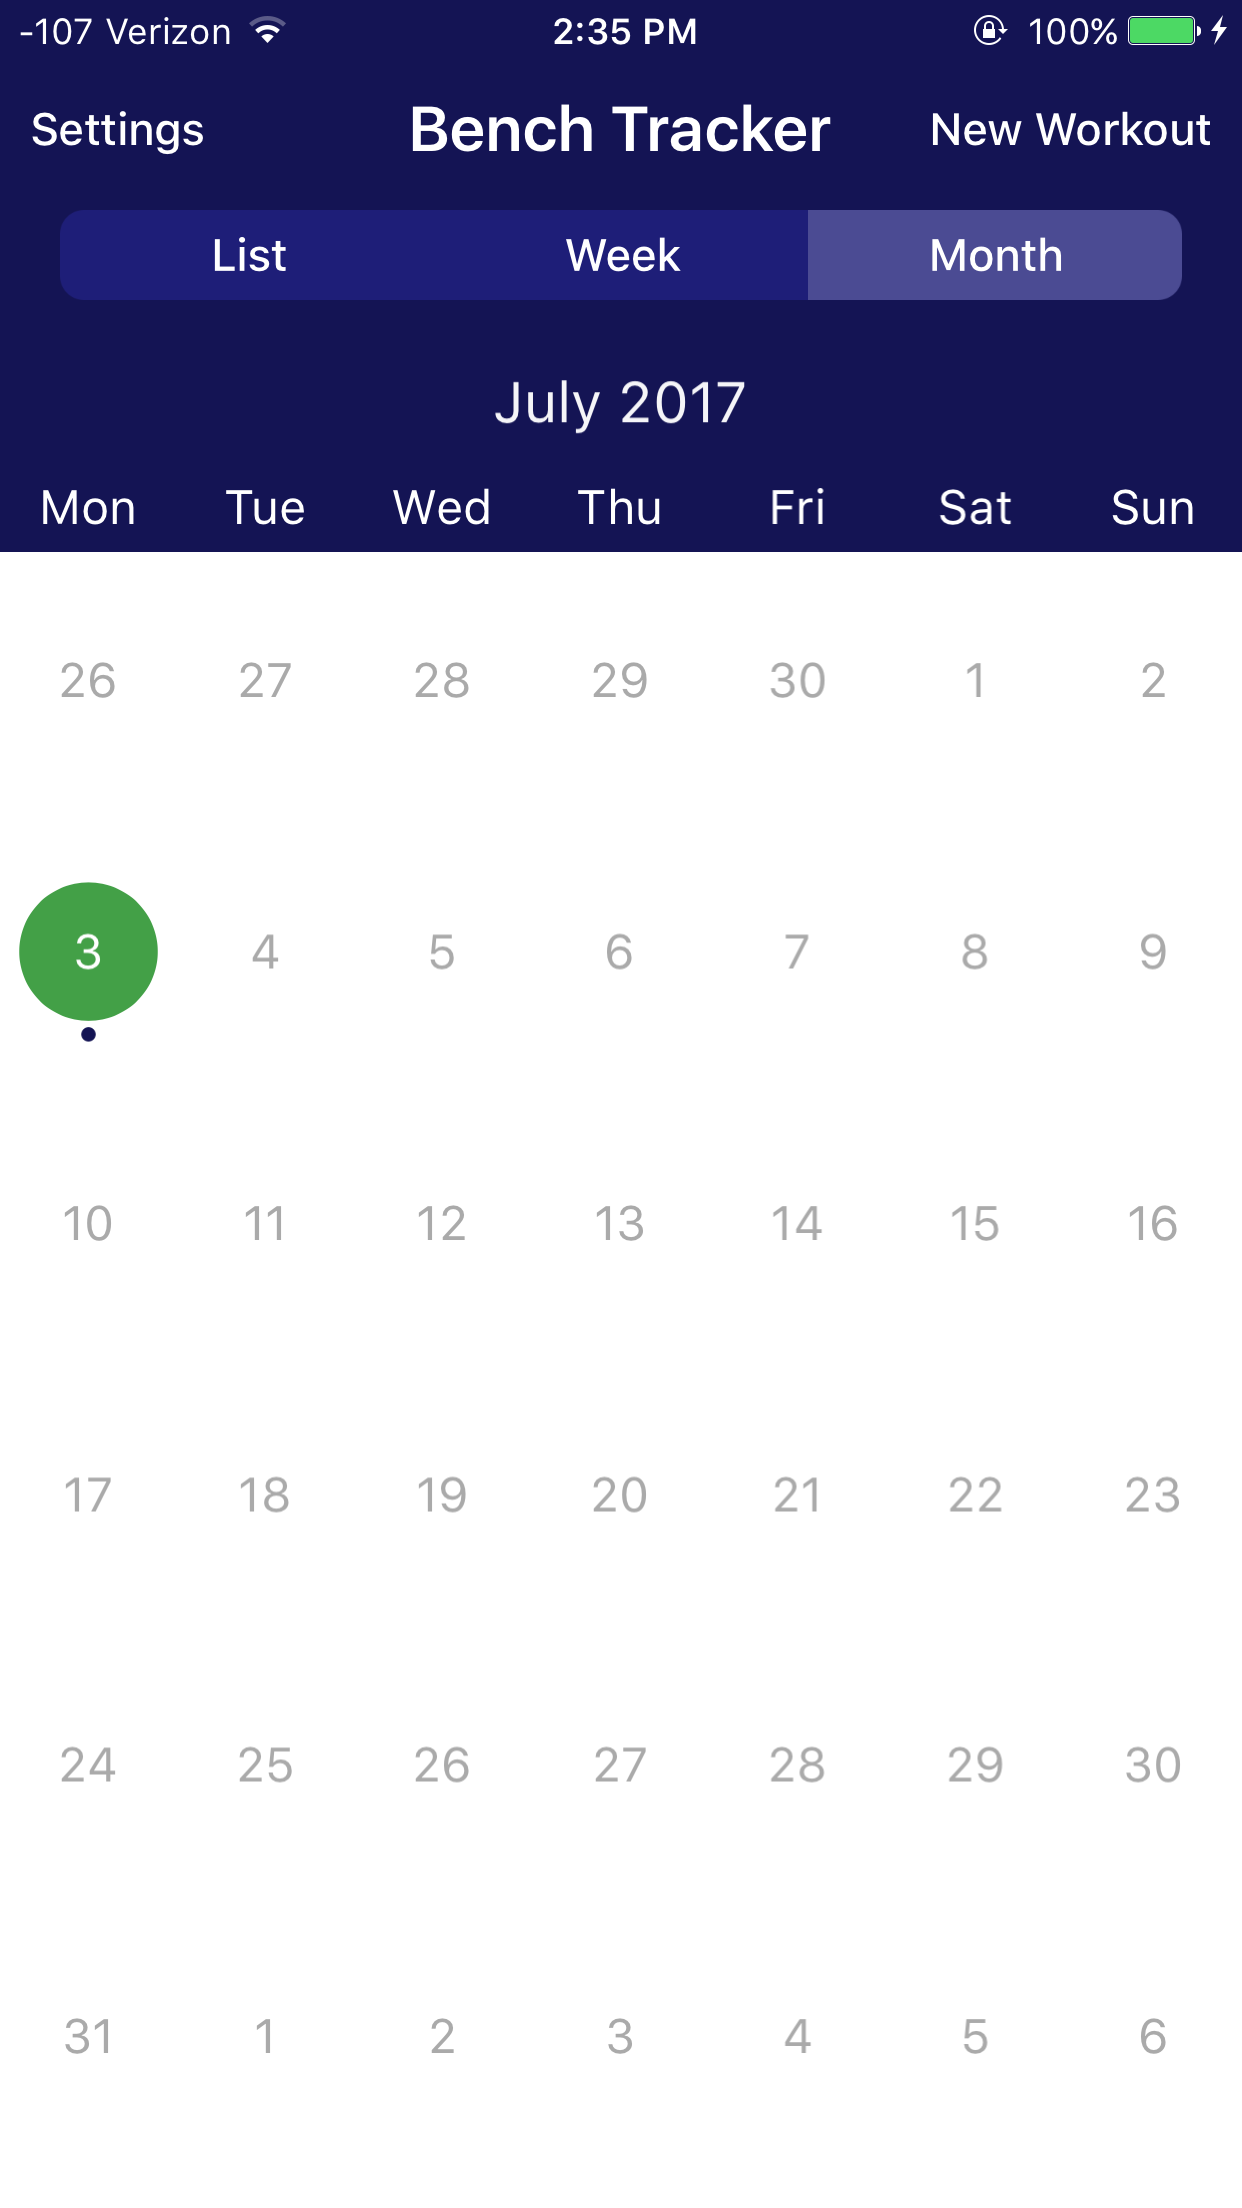 -107 Verizon 2:35 PM 100%
Settings Bench Tracker New Workout
List Week Month
July 2017
Mon Tue Wed Thu Fri Sat Sun
26 27 28 29 30 1 2
3 4 5 6 7 8 9
10 11 12 13 14 15 16
17 18 19 20 21 22 23
24 25 26 27 28 29 30
31 1 2 3 4 5 6